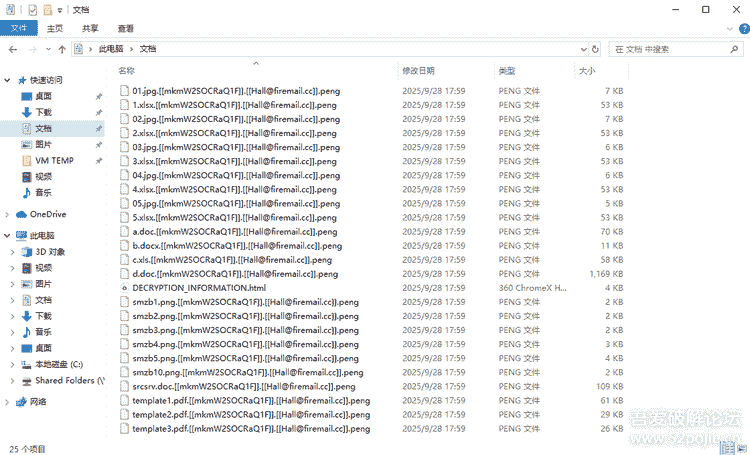 文档
文件 主页 共享 查看
此电脑 > 文档
在 文档 中搜索
名称 修改日期 类型 大小
快速访问
桌面
下载
文档
图片
VM TEMP
视频
音乐
OneDrive
此电脑
3D 对象
视频
图片
文档
下载
音乐
桌面
本地磁盘 (C:)
Shared Folders (\\
网络
01.jpg.[[mkmW2SOCRaQ1F]].[[Hall@firemail.cc]].peng 2025/9/28 17:59 PENG 文件 7 KB
1.xlsx.[[mkmW2SOCRaQ1F]].[[Hall@firemail.cc]].peng 2025/9/28 17:59 PENG 文件 53 KB
02.jpg.[[mkmW2SOCRaQ1F]].[[Hall@firemail.cc]].peng 2025/9/28 17:59 PENG 文件 7 KB
2.xlsx.[[mkmW2SOCRaQ1F]].[[Hall@firemail.cc]].peng 2025/9/28 17:59 PENG 文件 53 KB
03.jpg.[[mkmW2SOCRaQ1F]].[[Hall@firemail.cc]].peng 2025/9/28 17:59 PENG 文件 6 KB
3.xlsx.[[mkmW2SOCRaQ1F]].[[Hall@firemail.cc]].peng 2025/9/28 17:59 PENG 文件 53 KB
04.jpg.[[mkmW2SOCRaQ1F]].[[Hall@firemail.cc]].peng 2025/9/28 17:59 PENG 文件 6 KB
4.xlsx.[[mkmW2SOCRaQ1F]].[[Hall@firemail.cc]].peng 2025/9/28 17:59 PENG 文件 53 KB
05.jpg.[[mkmW2SOCRaQ1F]].[[Hall@firemail.cc]].peng 2025/9/28 17:59 PENG 文件 5 KB
5.xlsx.[[mkmW2SOCRaQ1F]].[[Hall@firemail.cc]].peng 2025/9/28 17:59 PENG 文件 53 KB
a.doc.[[mkmW2SOCRaQ1F]].[[Hall@firemail.cc]].peng 2025/9/28 17:59 PENG 文件 70 KB
b.docx.[[mkmW2SOCRaQ1F]].[[Hall@firemail.cc]].peng 2025/9/28 17:59 PENG 文件 11 KB
c.xls.[[mkmW2SOCRaQ1F]].[[Hall@firemail.cc]].peng 2025/9/28 17:59 PENG 文件 58 KB
d.doc.[[mkmW2SOCRaQ1F]].[[Hall@firemail.cc]].peng 2025/9/28 17:59 PENG 文件 1,169 KB
DECRYPTION_INFORMATION.html 2025/9/28 17:59 360 ChromeX H... 4 KB
smzb1.png.[[mkmW2SOCRaQ1F]].[[Hall@firemail.cc]].peng 2025/9/28 17:59 PENG 文件 2 KB
smzb2.png.[[mkmW2SOCRaQ1F]].[[Hall@firemail.cc]].peng 2025/9/28 17:59 PENG 文件 2 KB
smzb3.png.[[mkmW2SOCRaQ1F]].[[Hall@firemail.cc]].peng 2025/9/28 17:59 PENG 文件 2 KB
smzb4.png.[[mkmW2SOCRaQ1F]].[[Hall@firemail.cc]].peng 2025/9/28 17:59 PENG 文件 3 KB
smzb5.png.[[mkmW2SOCRaQ1F]].[[Hall@firemail.cc]].peng 2025/9/28 17:59 PENG 文件 4 KB
smzb10.png.[[mkmW2SOCRaQ1F]].[[Hall@firemail.cc]].peng 2025/9/28 17:59 PENG 文件 2 KB
srcsrv.doc.[[mkmW2SOCRaQ1F]].[[Hall@firemail.cc]].peng 2025/9/28 17:59 PENG 文件 109 KB
template1.pdf.[[mkmW2SOCRaQ1F]].[[Hall@firemail.cc]].peng 2025/9/28 17:59 PENG 文件 61 KB
template2.pdf.[[mkmW2SOCRaQ1F]].[[Hall@firemail.cc]].peng 2025/9/28 17:59 PENG 文件 29 KB
template3.pdf.[[mkmW2SOCRaQ1F]].[[Hall@firemail.cc]].peng 2025/9/28 17:59 PENG 文件 26 KB
25 个项目
吾爱破解论坛
www.52pojie.cn